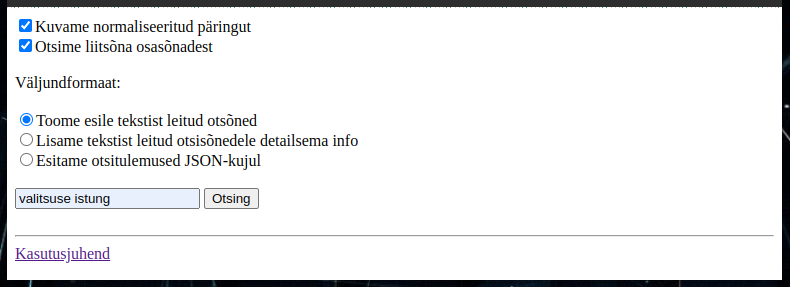 Kuvame normaliseeritud päringut
Otsime liitsõna osasõnadest
Väljundformaat:
Toome esile tekstist leitud otsõned
Lisame tekstist leitud otsisõnedele detailsema info
Esitame otsitulemused JSON-kujul
valitsuse istung Otsing
Kasutusjuhend